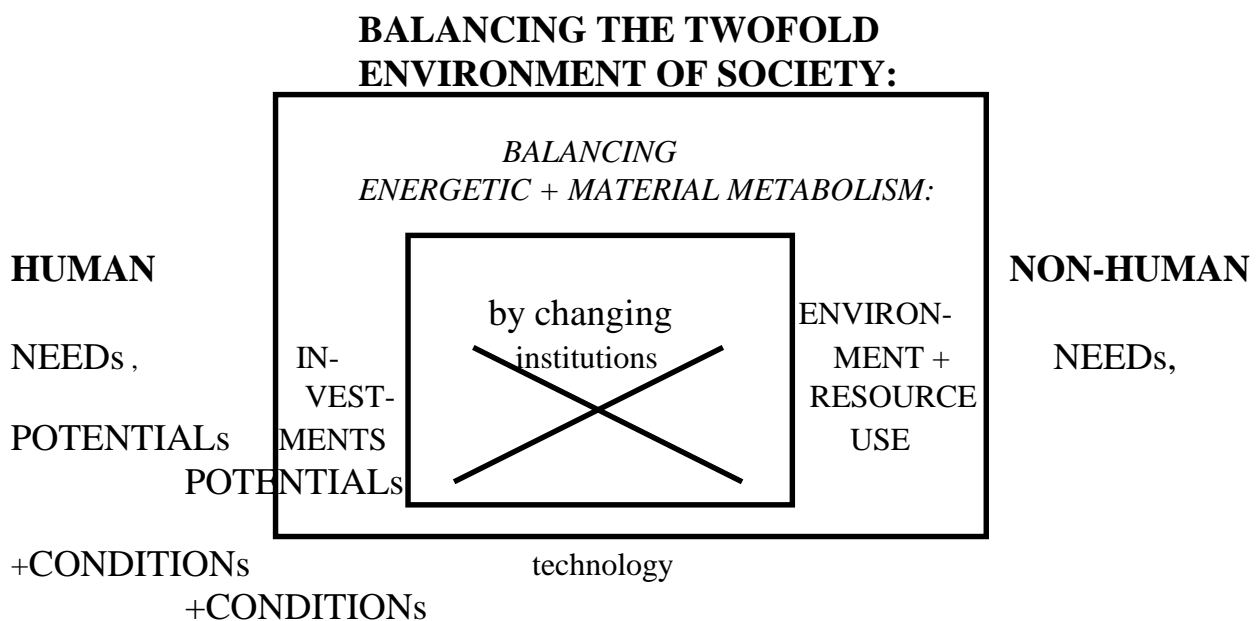 BALANCING THE TWOFOLD
ENVIRONMENT OF SOCIETY:
BALANCING
ENERGETIC + MATERIAL METABOLISM:
HUMAN
NON-HUMAN
by changing
ENVIRON-
NEEDs ,
IN-
institutions
MENT +
NEEDs,
VEST-
RESOURCE
POTENTIALs
MENTS
USE
POTENTIALs
+CONDITIONs
technology
+CONDITIONs